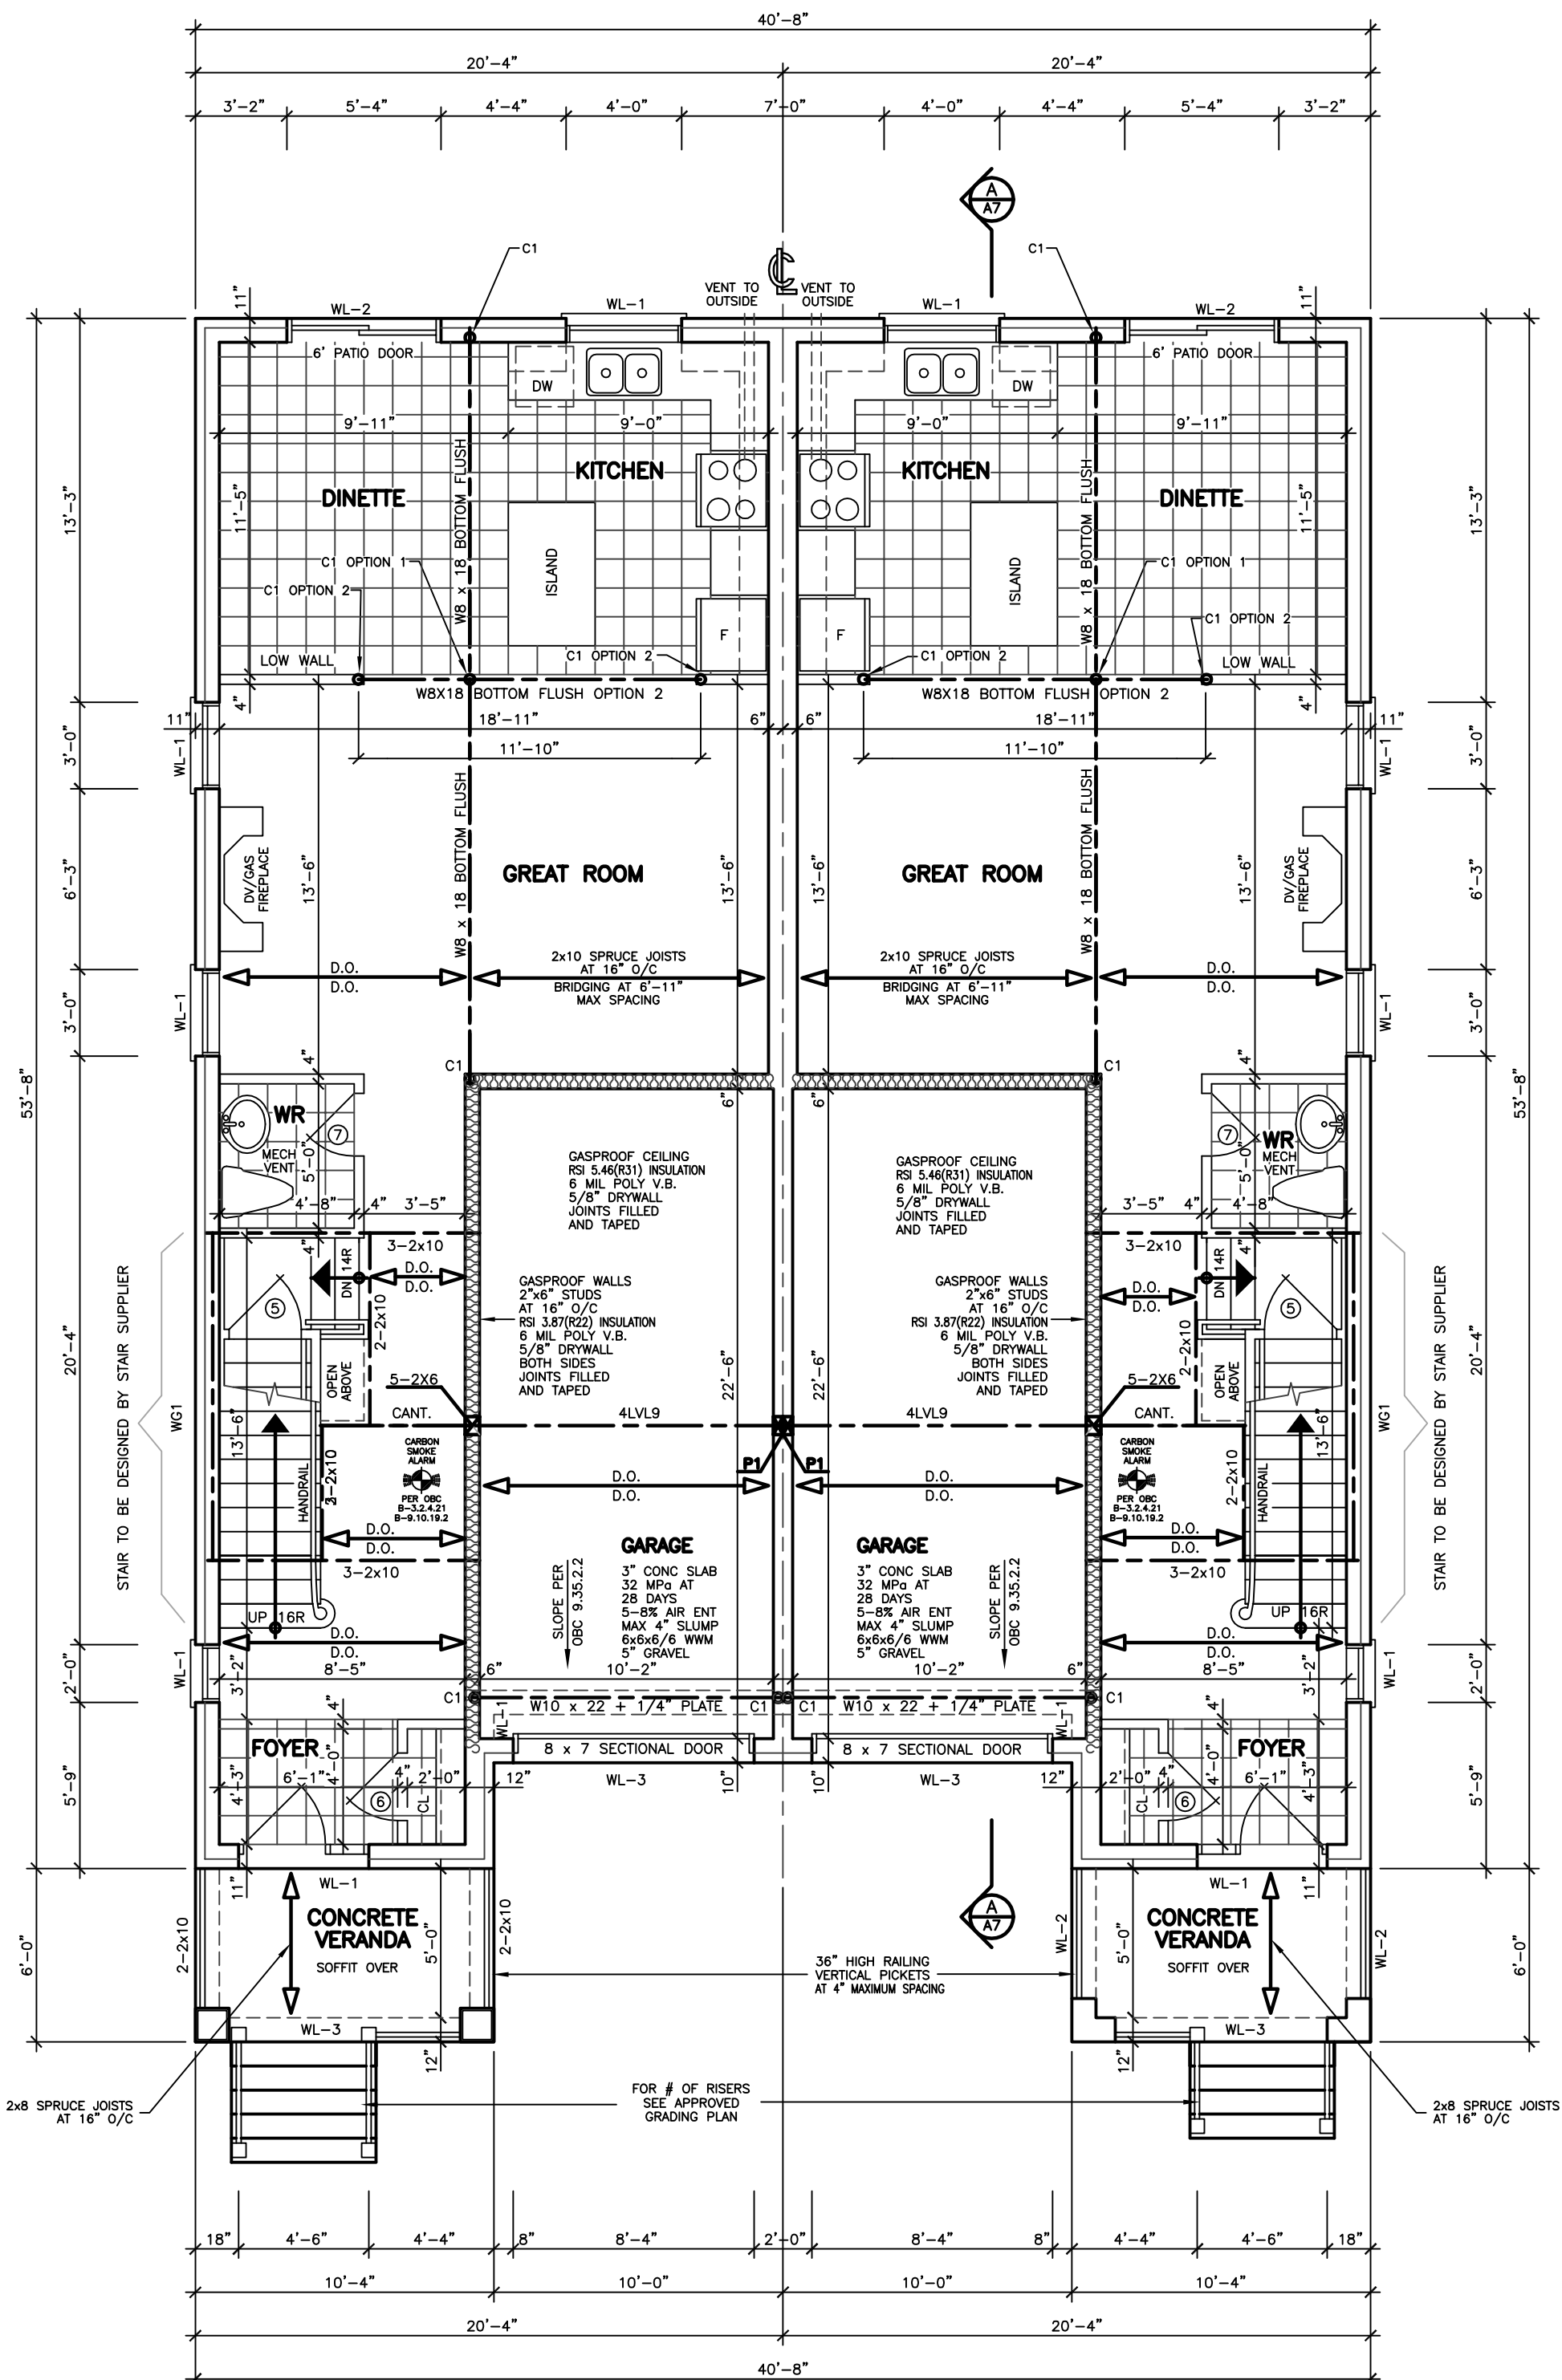 40'-8"
20'-4" 20'-4"
3'-2" 5'-4" 4'-4" 4'-0" 7'-0" 4'-0" 4'-4" 5'-4" 3'-2"
A
A7
C1 C1
VENT TO
OUTSIDE
VENT TO
OUTSIDE
11" WL-2 WL-1 WL-1 WL-2 11"
6' PATIO DOOR 6' PATIO DOOR
DW DW
9'-11" 9'-0" 9'-0" 9'-11"
KITCHEN KITCHEN
DINETTE DINETTE
13'-3" 11'-5" 11'-5" 13'-3"
W8 x 18 BOTTOM FLUSH W8 x 18 BOTTOM FLUSH
C1 OPTION 1 C1 OPTION 1
C1 OPTION 2 C1 OPTION 2
ISLAND ISLAND
F F
LOW WALL C1 OPTION 2 C1 OPTION 2 LOW WALL
W8X18 BOTTOM FLUSH OPTION 2 W8X18 BOTTOM FLUSH OPTION 2
4" 4"
11" 18'-11" 6" 6" 18'-11" 11"
3'-0" WL-1 11'-10" 11'-10" WL-1 3'-0"
W8 x 18 BOTTOM FLUSH W8 x 18 BOTTOM FLUSH
6'-3" 13'-6" 13'-6" 13'-6" 13'-6" 6'-3"
DV/GAS
FIREPLACE
GREAT ROOM GREAT ROOM
DV/GAS
FIREPLACE
D.O.
D.O.
2x10 SPRUCE JOISTS
AT 16" O/C
BRIDGING AT 6'-11"
MAX SPACING
2x10 SPRUCE JOISTS
AT 16" O/C
BRIDGING AT 6'-11"
MAX SPACING
D.O.
D.O.
3'-0" WL-1 WL-1 3'-0"
53'-8" 53'-8"
4" C1 C1 4"
6" 6"
WR WR
7 7
MECH
VENT
MECH
VENT
5'-0" 5'-0"
GASPROOF CEILING
RSI 5.46(R31) INSULATION
6 MIL POLY V.B.
5/8" DRYWALL
JOINTS FILLED
AND TAPED
GASPROOF CEILING
RSI 5.46(R31) INSULATION
6 MIL POLY V.B.
5/8" DRYWALL
JOINTS FILLED
AND TAPED
4'-8" 4" 3'-5" 3'-5" 4" 4'-8"
4" 3-2x10 3-2x10 4"
DN 14R DN 14R
D.O.
D.O.
D.O.
D.O.
5 5
2-2x10 2-2x10
GASPROOF WALLS
2"x6" STUDS
AT 16" O/C
RSI 3.87(R22) INSULATION
6 MIL POLY V.B.
5/8" DRYWALL
BOTH SIDES
JOINTS FILLED
AND TAPED
GASPROOF WALLS
2"x6" STUDS
AT 16" O/C
RSI 3.87(R22) INSULATION
6 MIL POLY V.B.
5/8" DRYWALL
BOTH SIDES
JOINTS FILLED
AND TAPED
STAIR TO BE DESIGNED BY STAIR SUPPLIER
STAIR TO BE DESIGNED BY STAIR SUPPLIER
20'-4" 22'-6" 22'-6" 20'-4"
OPEN
ABOVE
OPEN
ABOVE
5-2X6 5-2X6
WG1 CANT. 4LVL9 4LVL9 CANT. WG1
13'-6" 13'-6"
CARBON
SMOKE
ALARM
PER OBC
B-3.2.4.21
B-9.10.19.2
CARBON
SMOKE
ALARM
PER OBC
B-3.2.4.21
B-9.10.19.2
P1 P1
HANDRAIL HANDRAIL
2-2x10
D.O.
D.O.
D.O.
D.O.
D.O.
D.O.
D.O.
D.O.
3-2x10 3-2x10
GARAGE GARAGE
3" CONC SLAB
32 MPa AT
28 DAYS
5-8% AIR ENT
MAX 4" SLUMP
6x6x6/6 WWM
5" GRAVEL
3" CONC SLAB
32 MPa AT
28 DAYS
5-8% AIR ENT
MAX 4" SLUMP
6x6x6/6 WWM
5" GRAVEL
SLOPE PER
OBC 9.35.2.2
SLOPE PER
OBC 9.35.2.2
UP 16R UP 16R
D.O.
D.O.
D.O.
D.O.
2'-0" WL-1 3'-2" 8'-5" 6" 10'-2" 10'-2" 6" 8'-5" 3'-2" WL-1 2'-0"
C1 W10 x 22 + 1/4" PLATE C1 C1 W10 x 22 + 1/4" PLATE C1
WL-1 WL-1
4" 4"
FOYER FOYER
8 x 7 SECTIONAL DOOR 8 x 7 SECTIONAL DOOR
5'-9" 4'-3" 6'-1" 4'-0" 4" 2'-0" 12" WL-3 10" 10" WL-3 12" 2'-0" 4" 4'-0" 6'-1" 4'-3" 5'-9"
6 CL CL 6
11" WL-1 WL-1 11"
CONCRETE
VERANDA
SOFFIT OVER
CONCRETE
VERANDA
SOFFIT OVER
A
A7
6'-0" 2-2x10 5'-0" 2-2x10 WL-2 5'-0" WL-2 6'-0"
36" HIGH RAILING
VERTICAL PICKETS
AT 4" MAXIMUM SPACING
WL-3 WL-3
12" 12"
2x8 SPRUCE JOISTS
AT 16" O/C
FOR # OF RISERS
SEE APPROVED
GRADING PLAN
2x8 SPRUCE JOISTS
AT 16" O/C
18" 4'-6" 4'-4" 8" 8'-4" 2'-0" 8'-4" 8" 4'-4" 4'-6" 18"
10'-4" 10'-0" 10'-0" 10'-4"
20'-4" 20'-4"
40'-8"